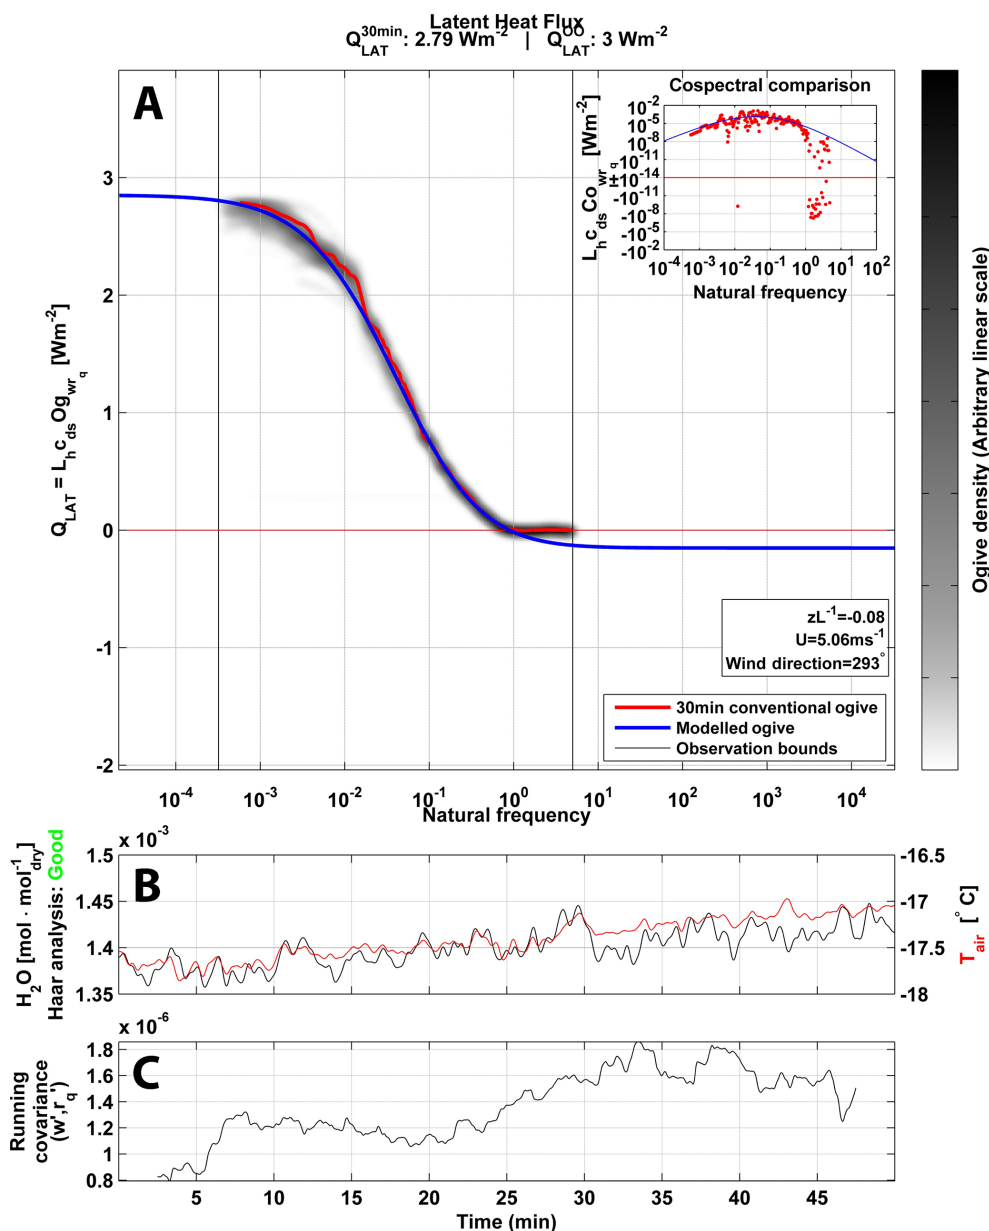 Latent Heat Flux
Q_LAT^30min: 2.79 Wm^-2 | Q_LAT^OO: 3 Wm^-2
A
Q_LAT = L_h c_ds Og_wr_q [Wm^-2]
3
2
1
0
-1
-2
10^-4 10^-3 10^-2 10^-1 10^0 10^1 10^2 10^3 10^4
Natural frequency
Cospectral comparison
L_h c_ds Co_wr_q [Wm^-2]
10^-2
10^-5
10^-8
-10^-11
-10^-14
-10^-8
-10^-5
-10^-2
10^-4 10^-3 10^-2 10^-1 10^0 10^1 10^2
Natural frequency
zL^-1=-0.08
U=5.06ms^-1
Wind direction=293°
30min conventional ogive
Modelled ogive
Observation bounds
Ogive density (Arbitrary linear scale)
B
x 10^-3
H_2O [mol · mol_dry^-1]
Haar analysis: Good
1.5
1.45
1.4
1.35
-16.5
-17
-17.5
-18
T_air [°C]
C
x 10^-6
Running
covariance
(w',r_q')
1.8
1.6
1.4
1.2
1
0.8
5 10 15 20 25 30 35 40 45
Time (min)